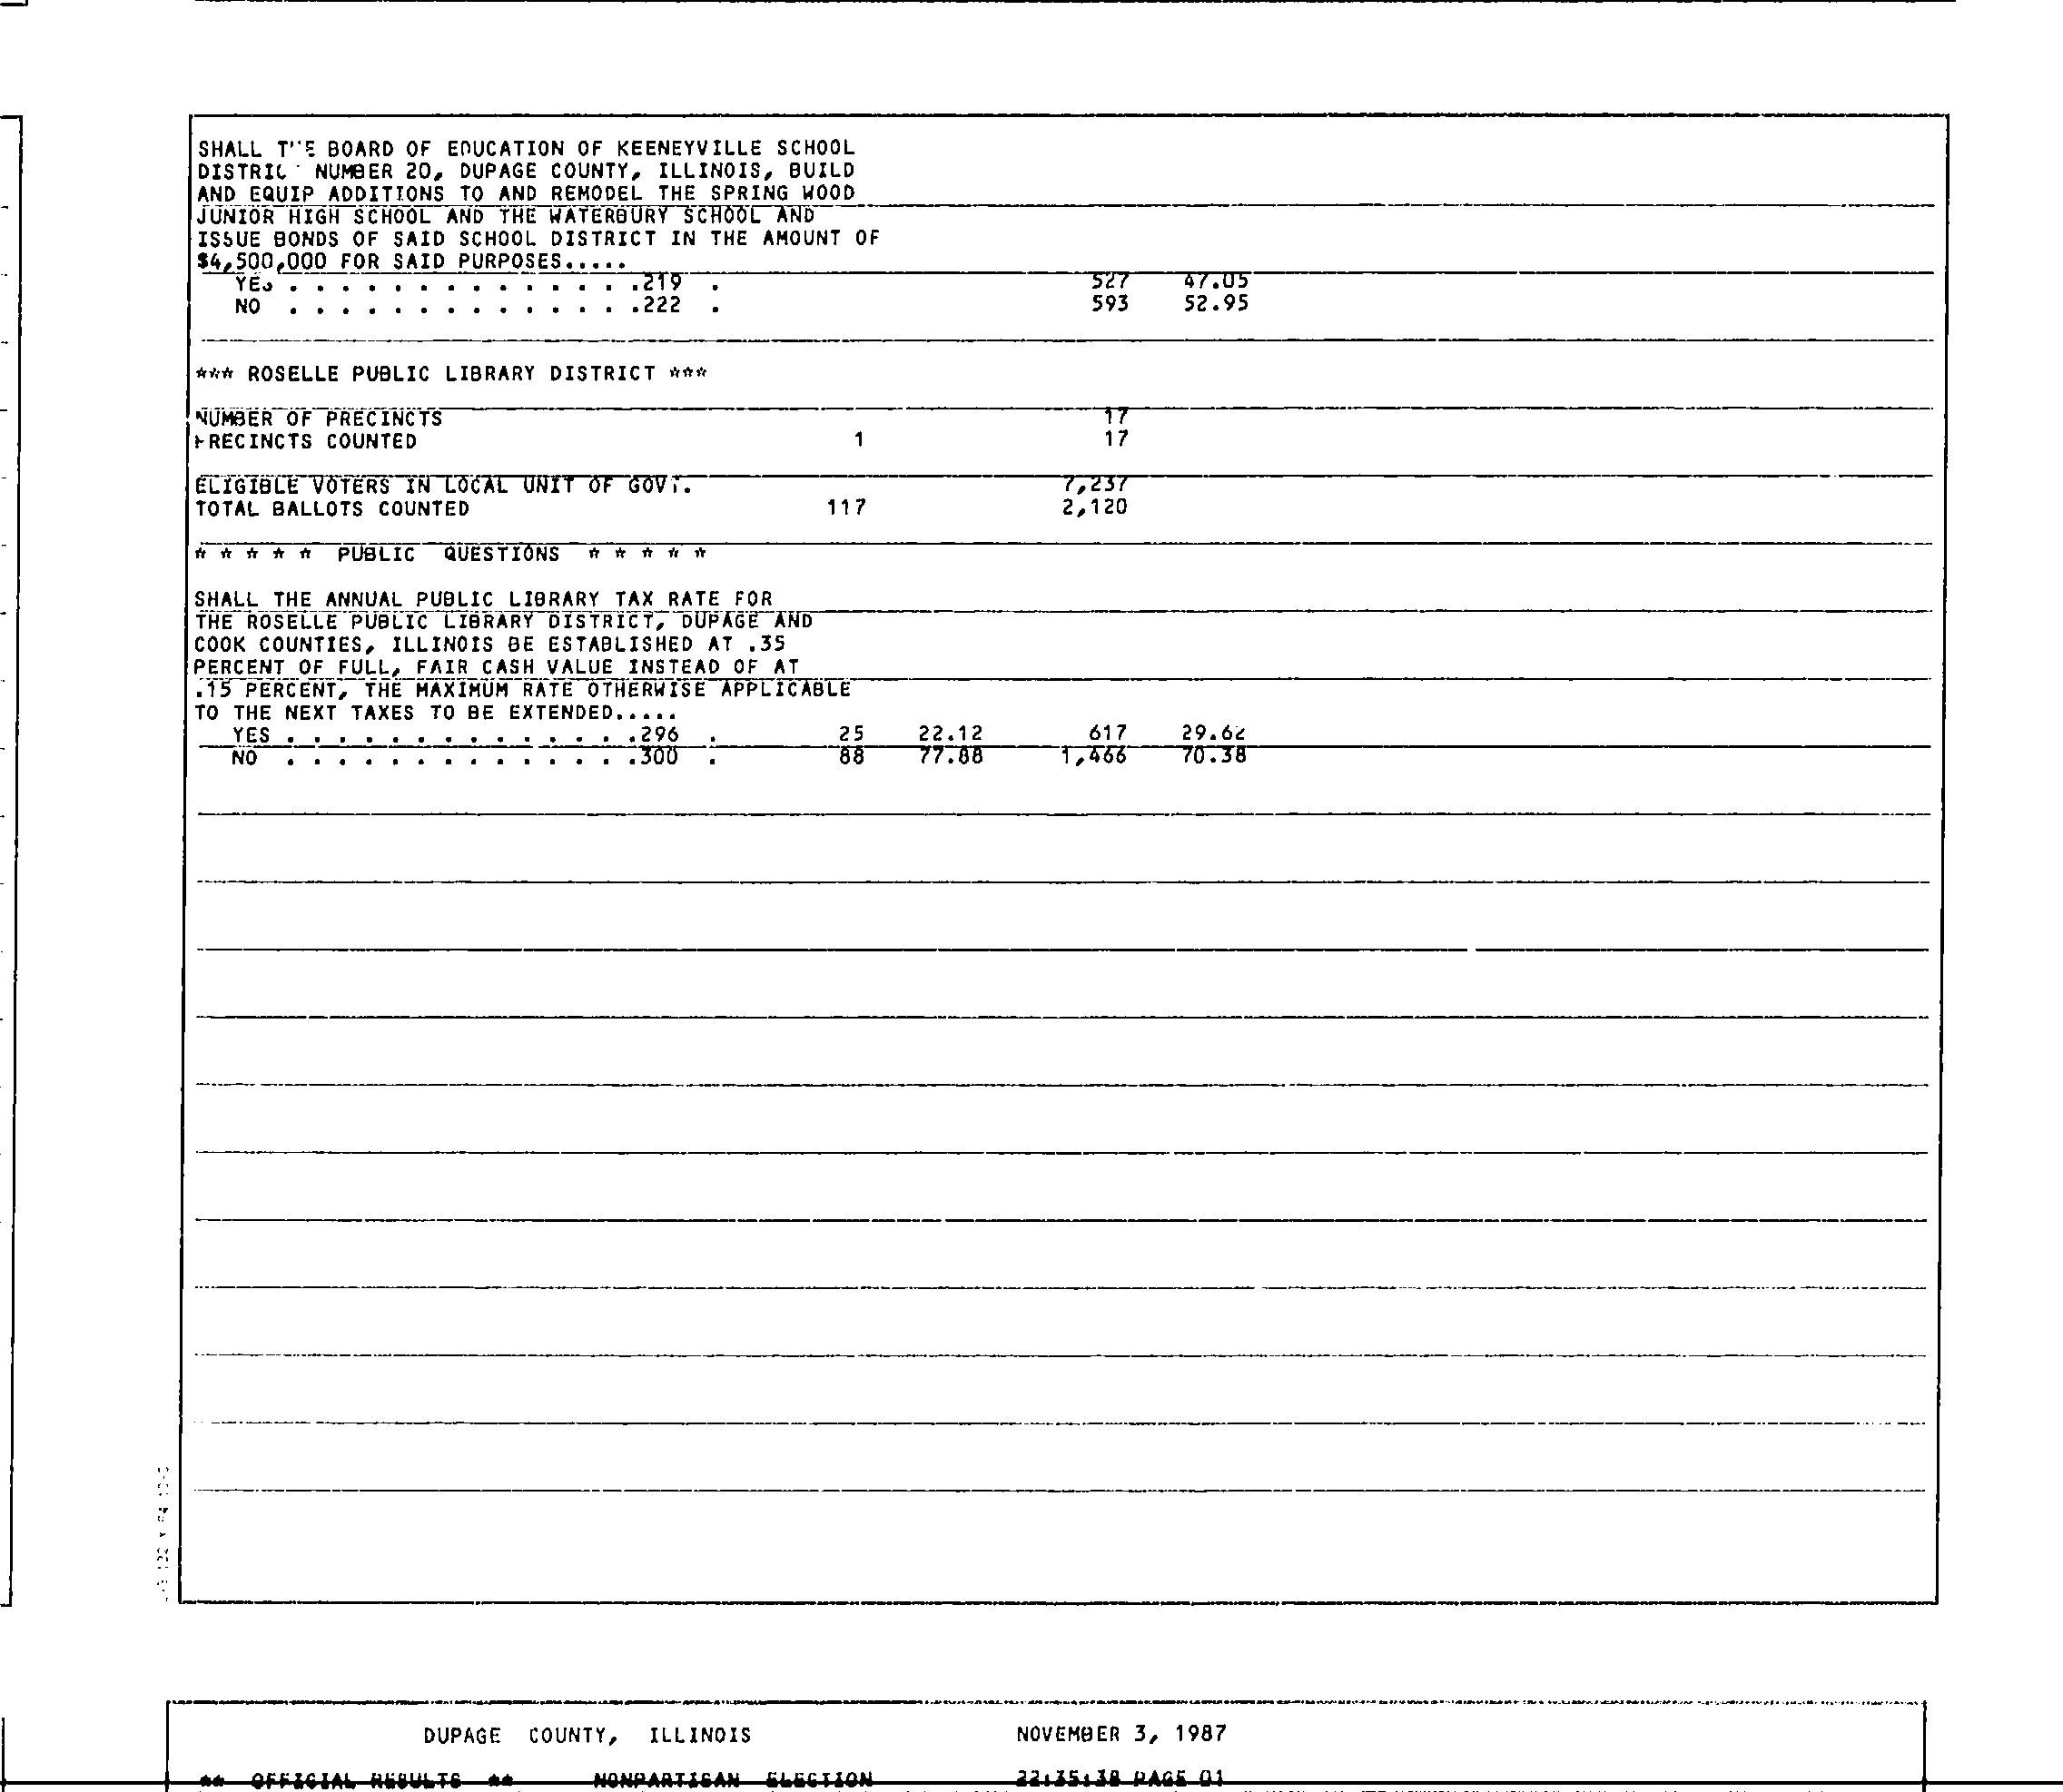 SHALL THE BOARD OF EDUCATION OF KEENEYVILLE SCHOOL
DISTRIC NUMBER 20, DUPAGE COUNTY, ILLINOIS, BUILD
AND EQUIP ADDITIONS TO AND REMODEL THE SPRING WOOD
JUNIOR HIGH SCHOOL AND THE WATERBURY SCHOOL AND
ISSUE BONDS OF SAID SCHOOL DISTRICT IN THE AMOUNT OF
$4,500,000 FOR SAID PURPOSES.....
YES . . . . . . . . . . . . . .219 . 527 47.05
NO . . . . . . . . . . . . . .222 . 593 52.95
*** ROSELLE PUBLIC LIBRARY DISTRICT ***
NUMBER OF PRECINCTS 17
PRECINCTS COUNTED 1 17
ELIGIBLE VOTERS IN LOCAL UNIT OF GOVT. 7,237
TOTAL BALLOTS COUNTED 117 2,120
* * * * * PUBLIC QUESTIONS * * * * *
SHALL THE ANNUAL PUBLIC LIBRARY TAX RATE FOR
THE ROSELLE PUBLIC LIBRARY DISTRICT, DUPAGE AND
COOK COUNTIES, ILLINOIS BE ESTABLISHED AT .35
PERCENT OF FULL, FAIR CASH VALUE INSTEAD OF AT
.15 PERCENT, THE MAXIMUM RATE OTHERWISE APPLICABLE
TO THE NEXT TAXES TO BE EXTENDED.....
YES . . . . . . . . . . . . . .296 . 25 22.12 617 29.62
NO . . . . . . . . . . . . . .300 . 88 77.88 1,466 70.38
DUPAGE COUNTY, ILLINOIS NOVEMBER 3, 1987
** OFFICIAL RESULTS ** NONPARTISAN ELECTION 22:35:38 PAGE 01